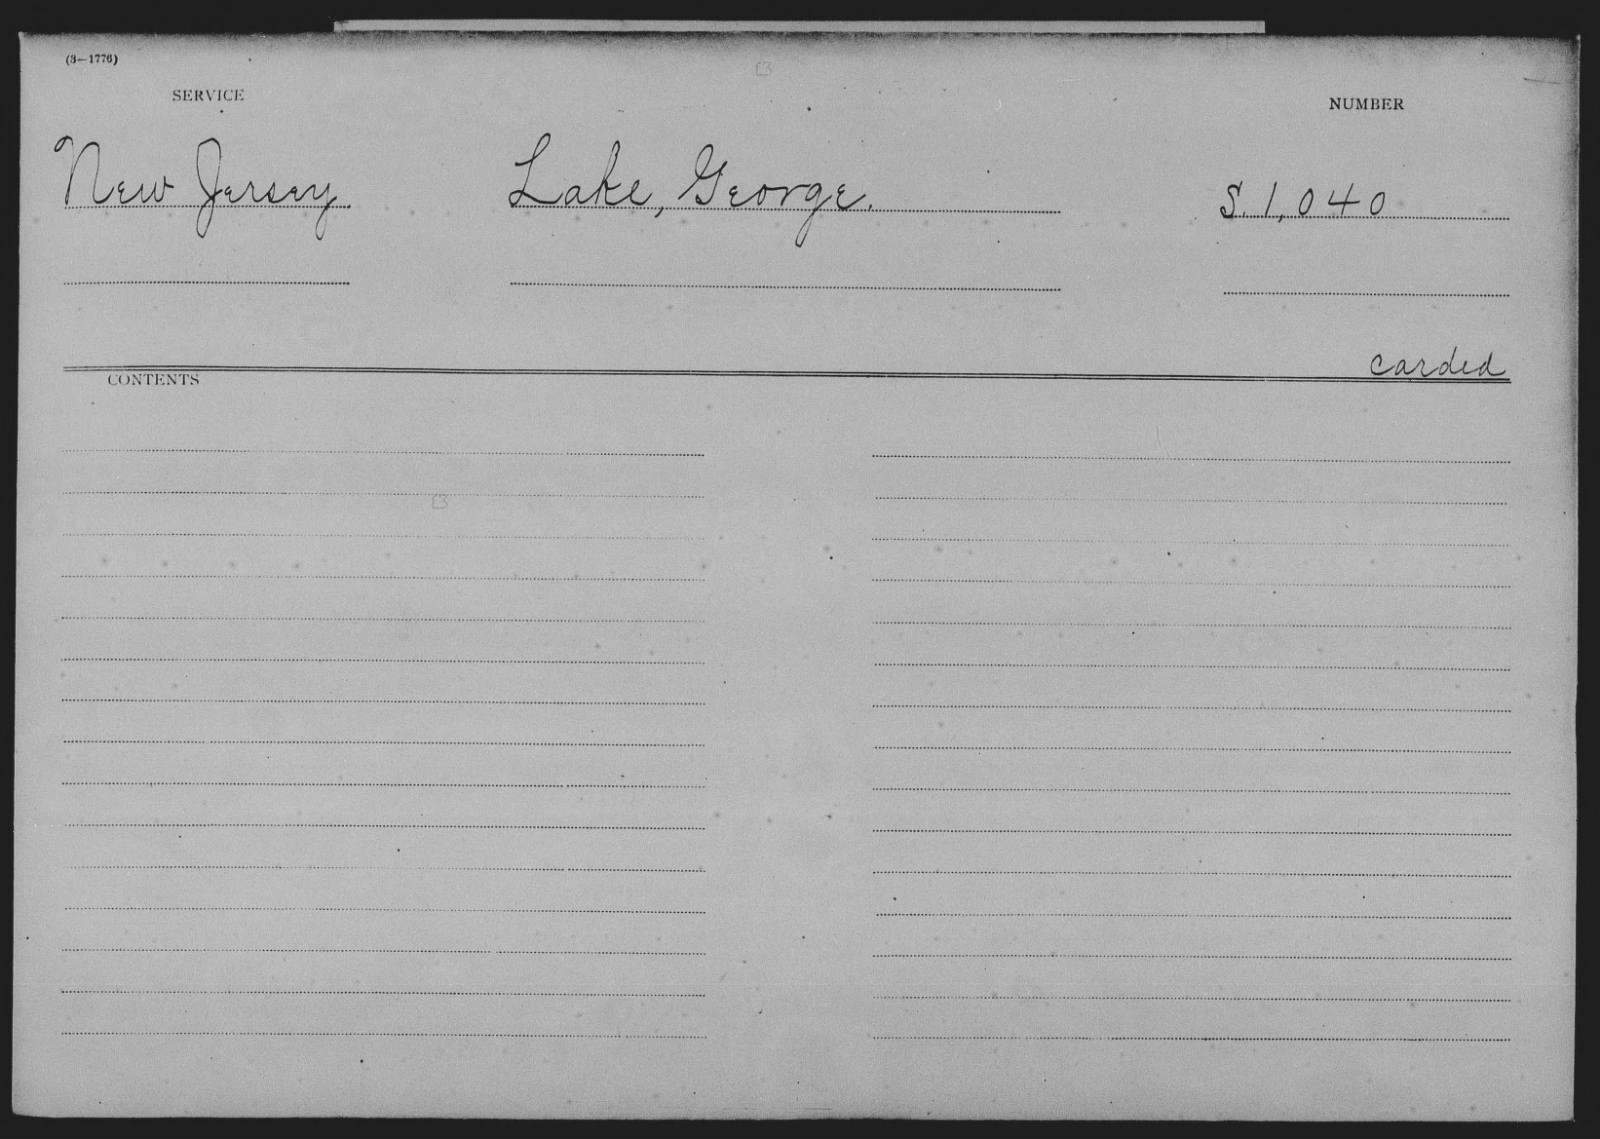 (3—1776)
SERVICE
NUMBER
New Jersey.
Lake, George.
S. 1,040
carded
CONTENTS